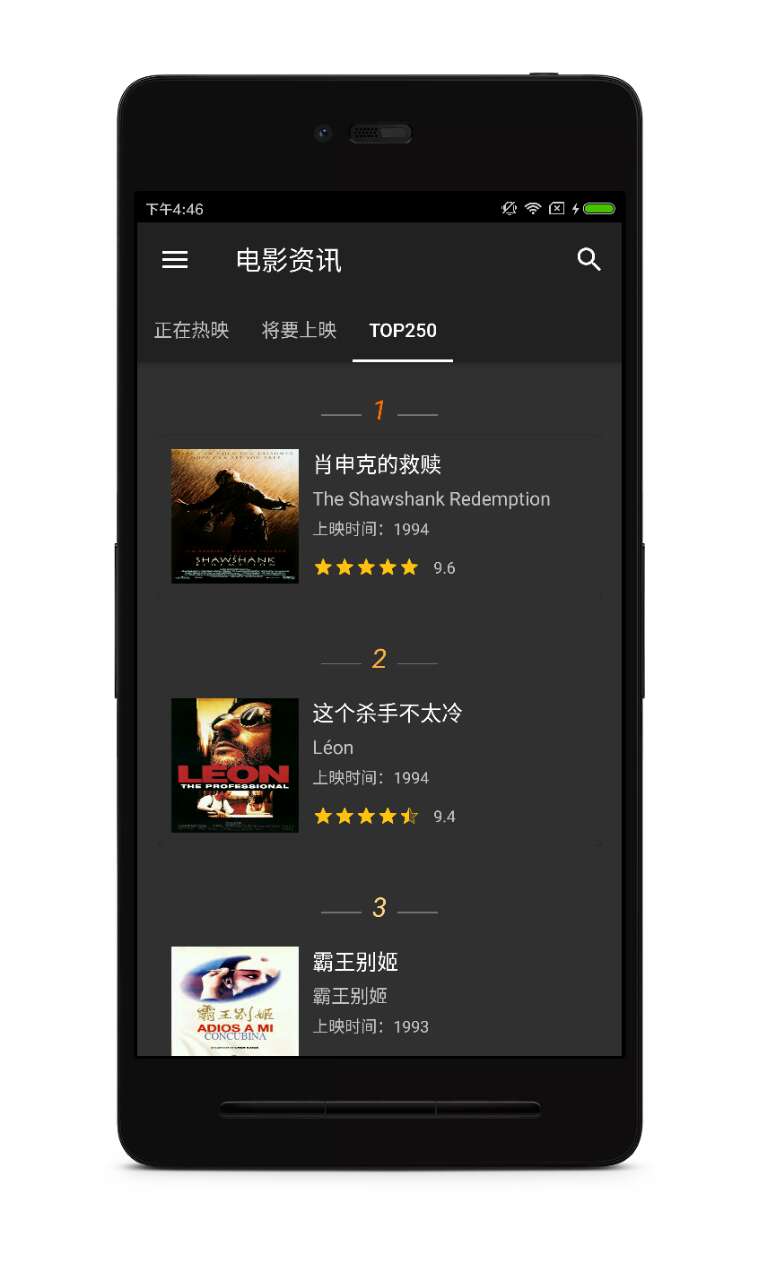 下午4:46
电影资讯
正在热映 将要上映 TOP250
1
SHAWSHANK
REDEMPTION
肖申克的救赎
The Shawshank Redemption
上映时间：1994
9.6
2
LEON
THE PROFESSIONAL
这个杀手不太冷
Léon
上映时间：1994
9.4
3
霸王别姬
ADIOS A MI
CONCUBINA
霸王别姬
霸王别姬
上映时间：1993